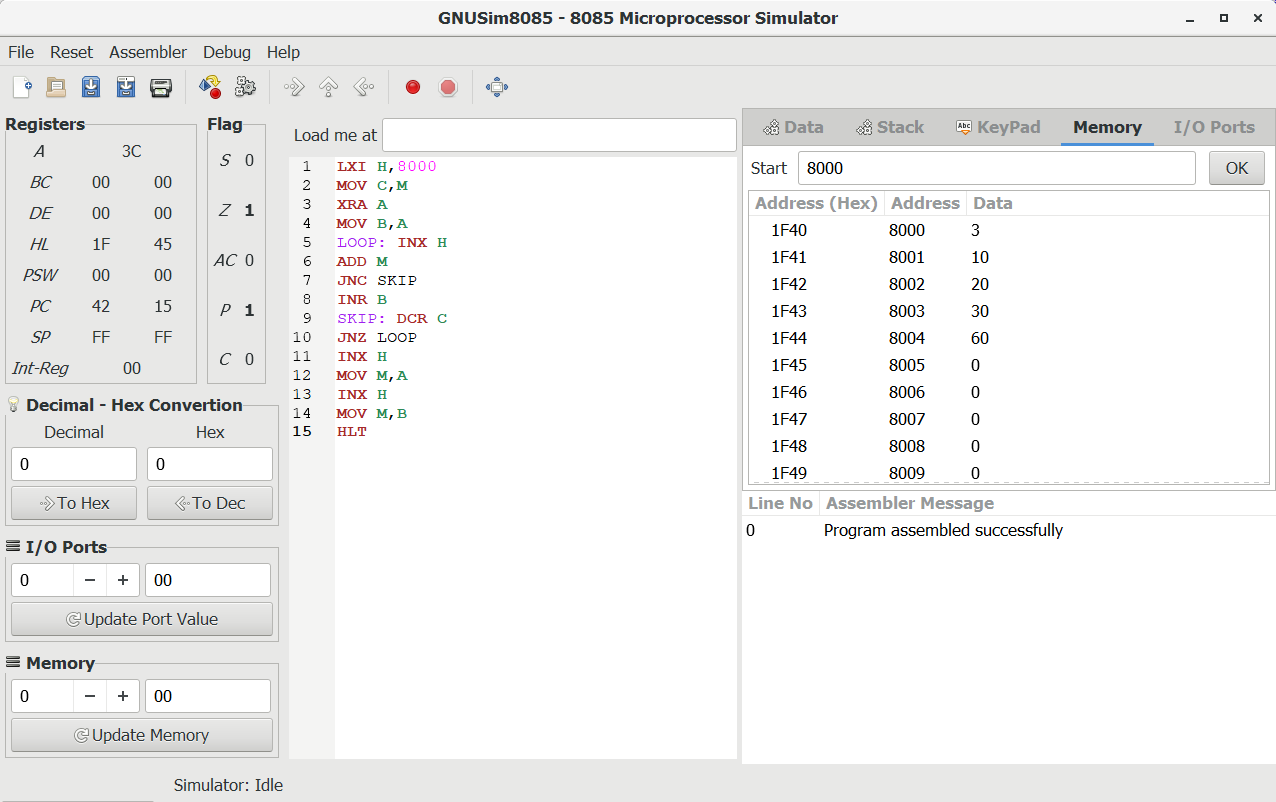 GNUSim8085 - 8085 Microprocessor Simulator
File Reset Assembler Debug Help
Registers
A 3C
BC 00 00
DE 00 00
HL 1F 45
PSW 00 00
PC 42 15
SP FF FF
Int-Reg 00
Flag
S 0
Z 1
AC 0
P 1
C 0
Decimal - Hex Convertion
Decimal Hex
0 0
To Hex To Dec
I/O Ports
0 − + 00
Update Port Value
Memory
0 − + 00
Update Memory
Load me at
1 LXI H,8000
2 MOV C,M
3 XRA A
4 MOV B,A
5 LOOP: INX H
6 ADD M
7 JNC SKIP
8 INR B
9 SKIP: DCR C
10 JNZ LOOP
11 INX H
12 MOV M,A
13 INX H
14 MOV M,B
15 HLT
Data Stack Abc KeyPad Memory I/O Ports
Start 8000 OK
Address (Hex) Address Data
1F40 8000 3
1F41 8001 10
1F42 8002 20
1F43 8003 30
1F44 8004 60
1F45 8005 0
1F46 8006 0
1F47 8007 0
1F48 8008 0
1F49 8009 0
Line No Assembler Message
0 Program assembled successfully
Simulator: Idle